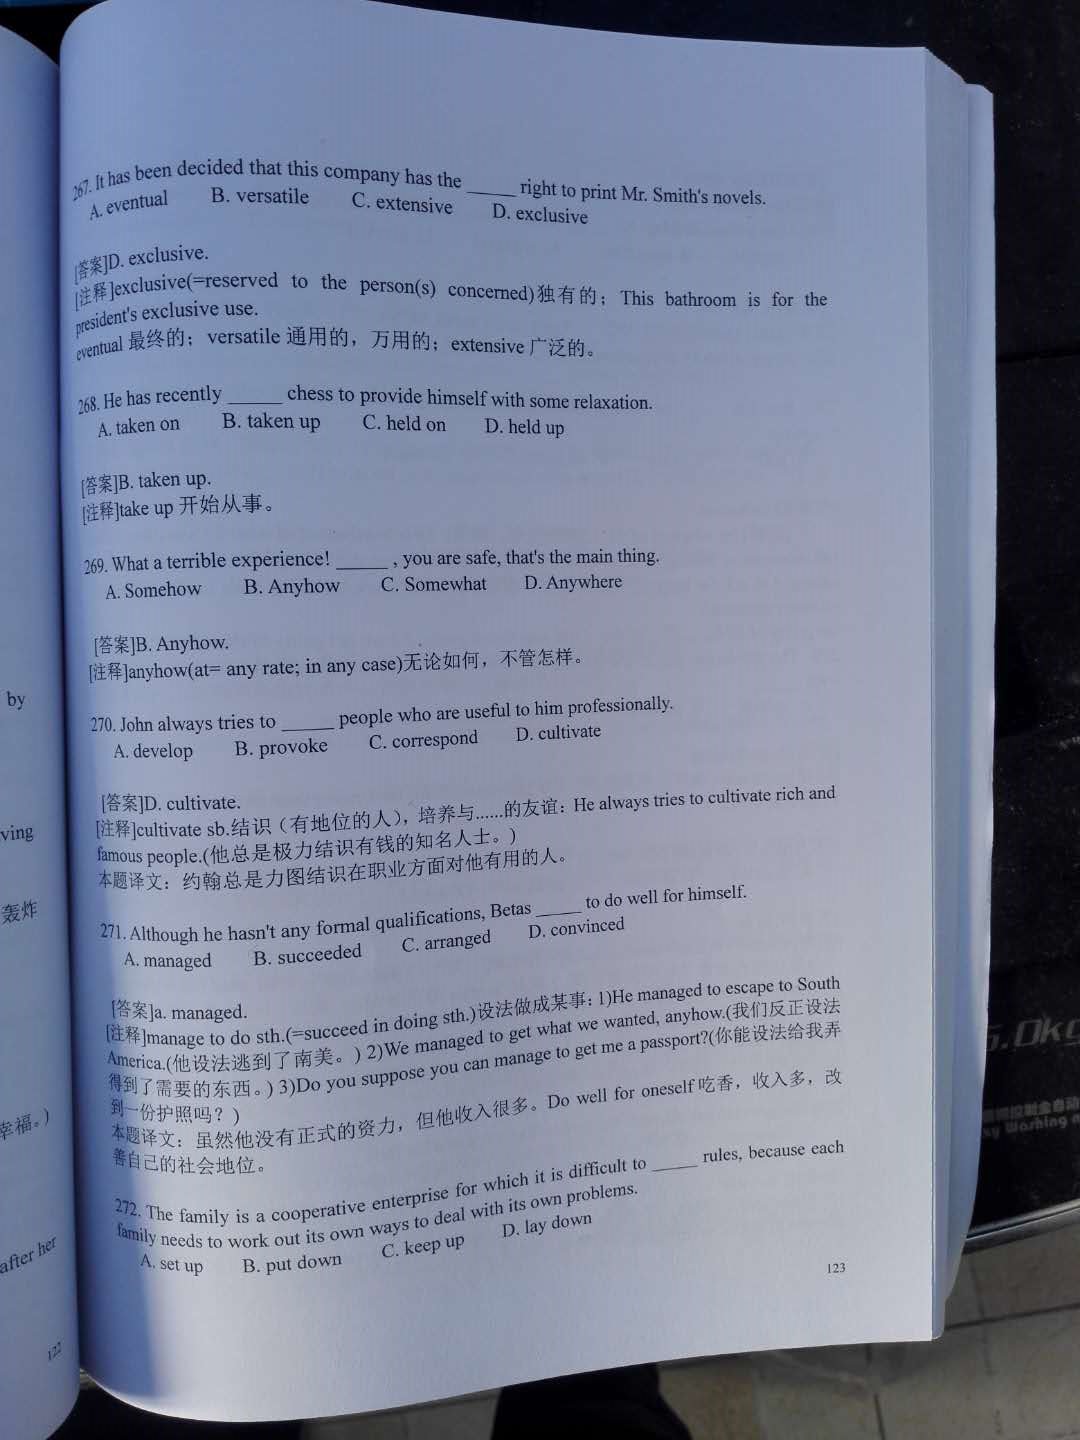 267. It has been decided that this company has the _____ right to print Mr. Smith's novels.
A. eventual B. versatile C. extensive D. exclusive
[答案]D. exclusive.
[注释]exclusive(=reserved to the person(s) concerned)独有的；This bathroom is for the
president's exclusive use.
eventual 最终的；versatile 通用的，万用的；extensive 广泛的。
268. He has recently _____ chess to provide himself with some relaxation.
A. taken on B. taken up C. held on D. held up
[答案]B. taken up.
[注释]take up 开始从事。
269. What a terrible experience! _____ , you are safe, that's the main thing.
A. Somehow B. Anyhow C. Somewhat D. Anywhere
[答案]B. Anyhow.
[注释]anyhow(at= any rate; in any case)无论如何，不管怎样。
270. John always tries to _____ people who are useful to him professionally.
A. develop B. provoke C. correspond D. cultivate
[答案]D. cultivate.
[注释]cultivate sb.结识（有地位的人），培养与......的友谊：He always tries to cultivate rich and
famous people.(他总是极力结识有钱的知名人士。)
本题译文：约翰总是力图结识在职业方面对他有用的人。
271. Although he hasn't any formal qualifications, Betas _____ to do well for himself.
A. managed B. succeeded C. arranged D. convinced
[答案]a. managed.
[注释]manage to do sth.(=succeed in doing sth.)设法做成某事：1)He managed to escape to South
America.(他设法逃到了南美。) 2)We managed to get what we wanted, anyhow.(我们反正设法
得到了需要的东西。) 3)Do you suppose you can manage to get me a passport?(你能设法给我弄
到一份护照吗？)
本题译文：虽然他没有正式的资力，但他收入很多。Do well for oneself 吃香，收入多，改
善自己的社会地位。
272. The family is a cooperative enterprise for which it is difficult to _____ rules, because each
family needs to work out its own ways to deal with its own problems.
A. set up B. put down C. keep up D. lay down
123
by
ving
轰炸
幸福。)
after her
122